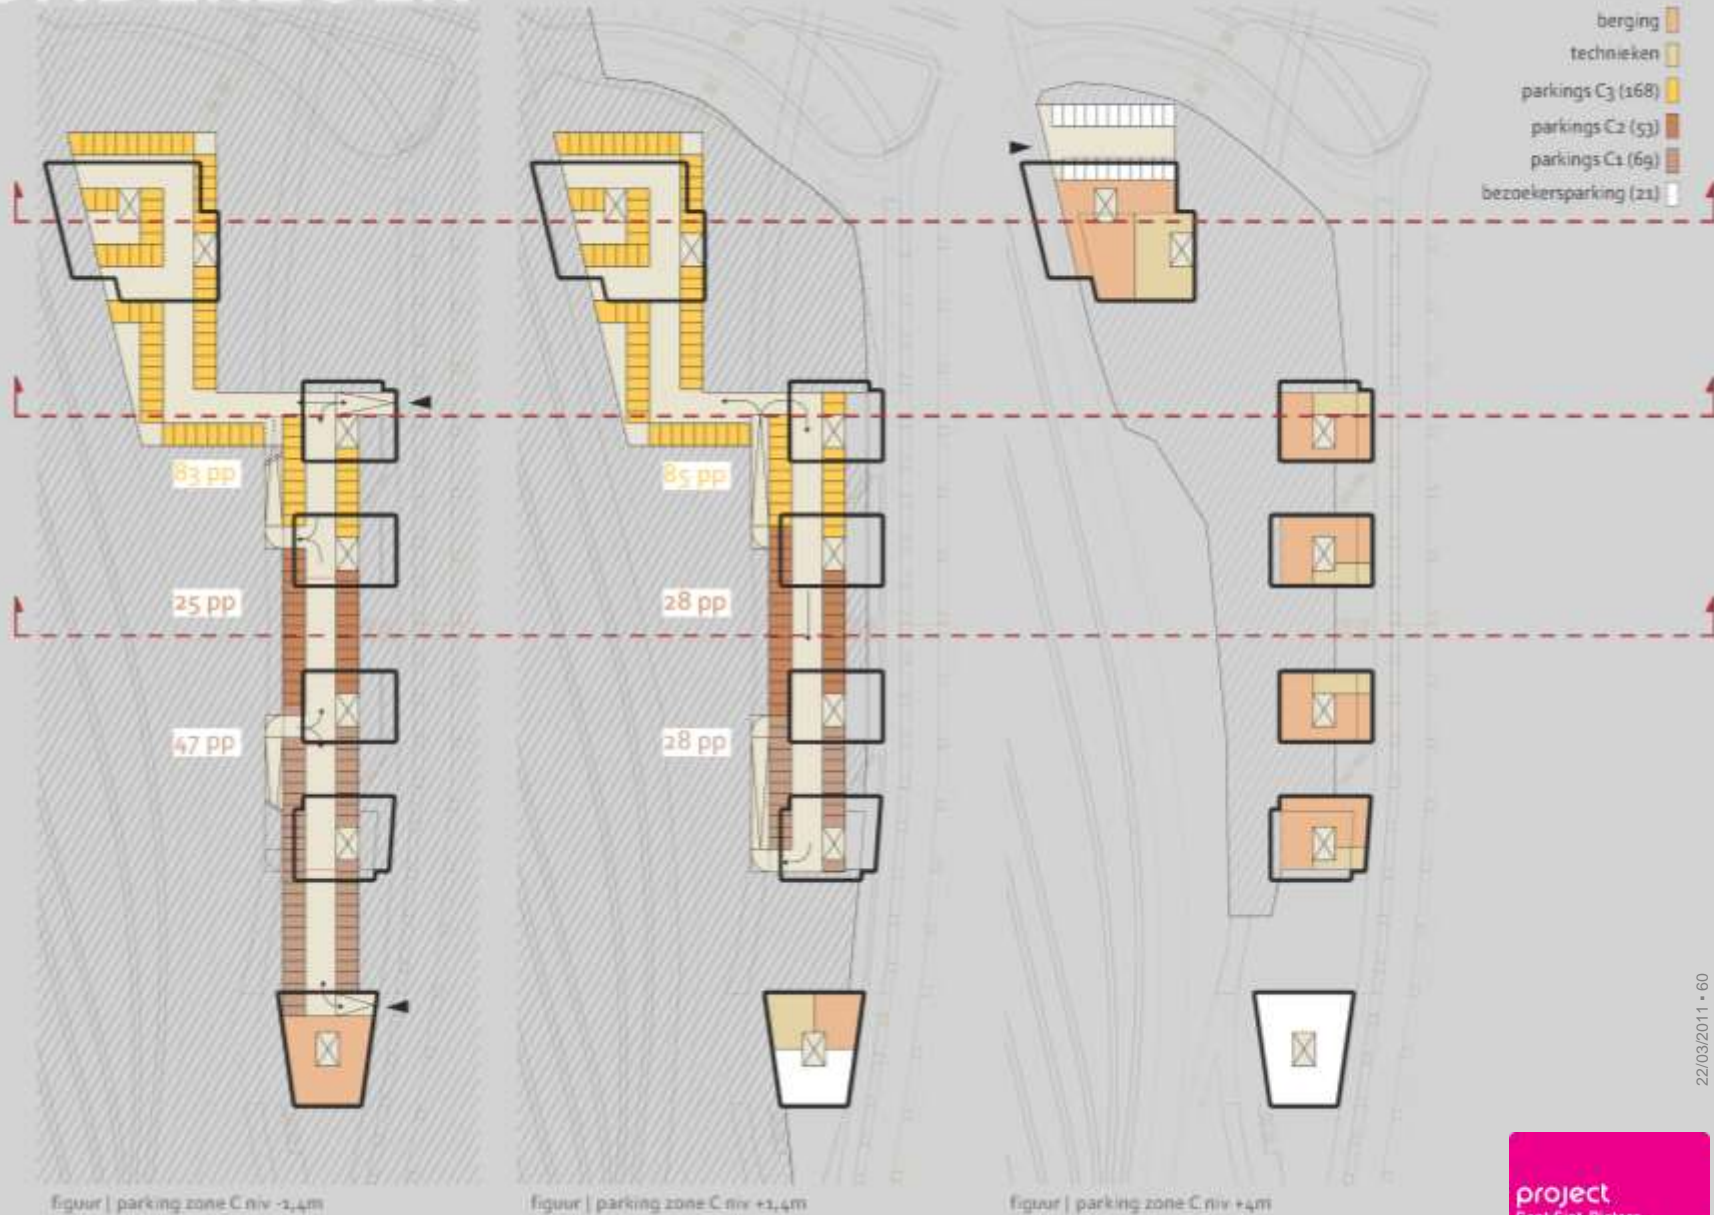 berging
technieken
parkings C3 (168)
parkings C2 (53)
parkings C1 (69)
bezoekersparking (21)
83 pp
85 pp
25 pp
28 pp
47 pp
28 pp
22/03/2011 • 60
figuur | parking zone C niv -1,4m
figuur | parking zone C niv +1,4m
figuur | parking zone C niv +4m
project